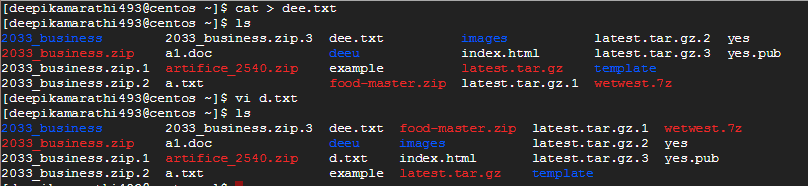 [deepikamarathi493@centos ~]$ cat > dee.txt
[deepikamarathi493@centos ~]$ ls
2033_business 2033_business.zip.3 dee.txt images latest.tar.gz.2 yes
2033_business.zip a1.doc deeu index.html latest.tar.gz.3 yes.pub
2033_business.zip.1 artifice_2540.zip example latest.tar.gz template
2033_business.zip.2 a.txt food-master.zip latest.tar.gz.1 wetwest.7z
[deepikamarathi493@centos ~]$ vi d.txt
[deepikamarathi493@centos ~]$ ls
2033_business 2033_business.zip.3 dee.txt food-master.zip latest.tar.gz.1 wetwest.7z
2033_business.zip a1.doc deeu images latest.tar.gz.2 yes
2033_business.zip.1 artifice_2540.zip d.txt index.html latest.tar.gz.3 yes.pub
2033_business.zip.2 a.txt example latest.tar.gz template